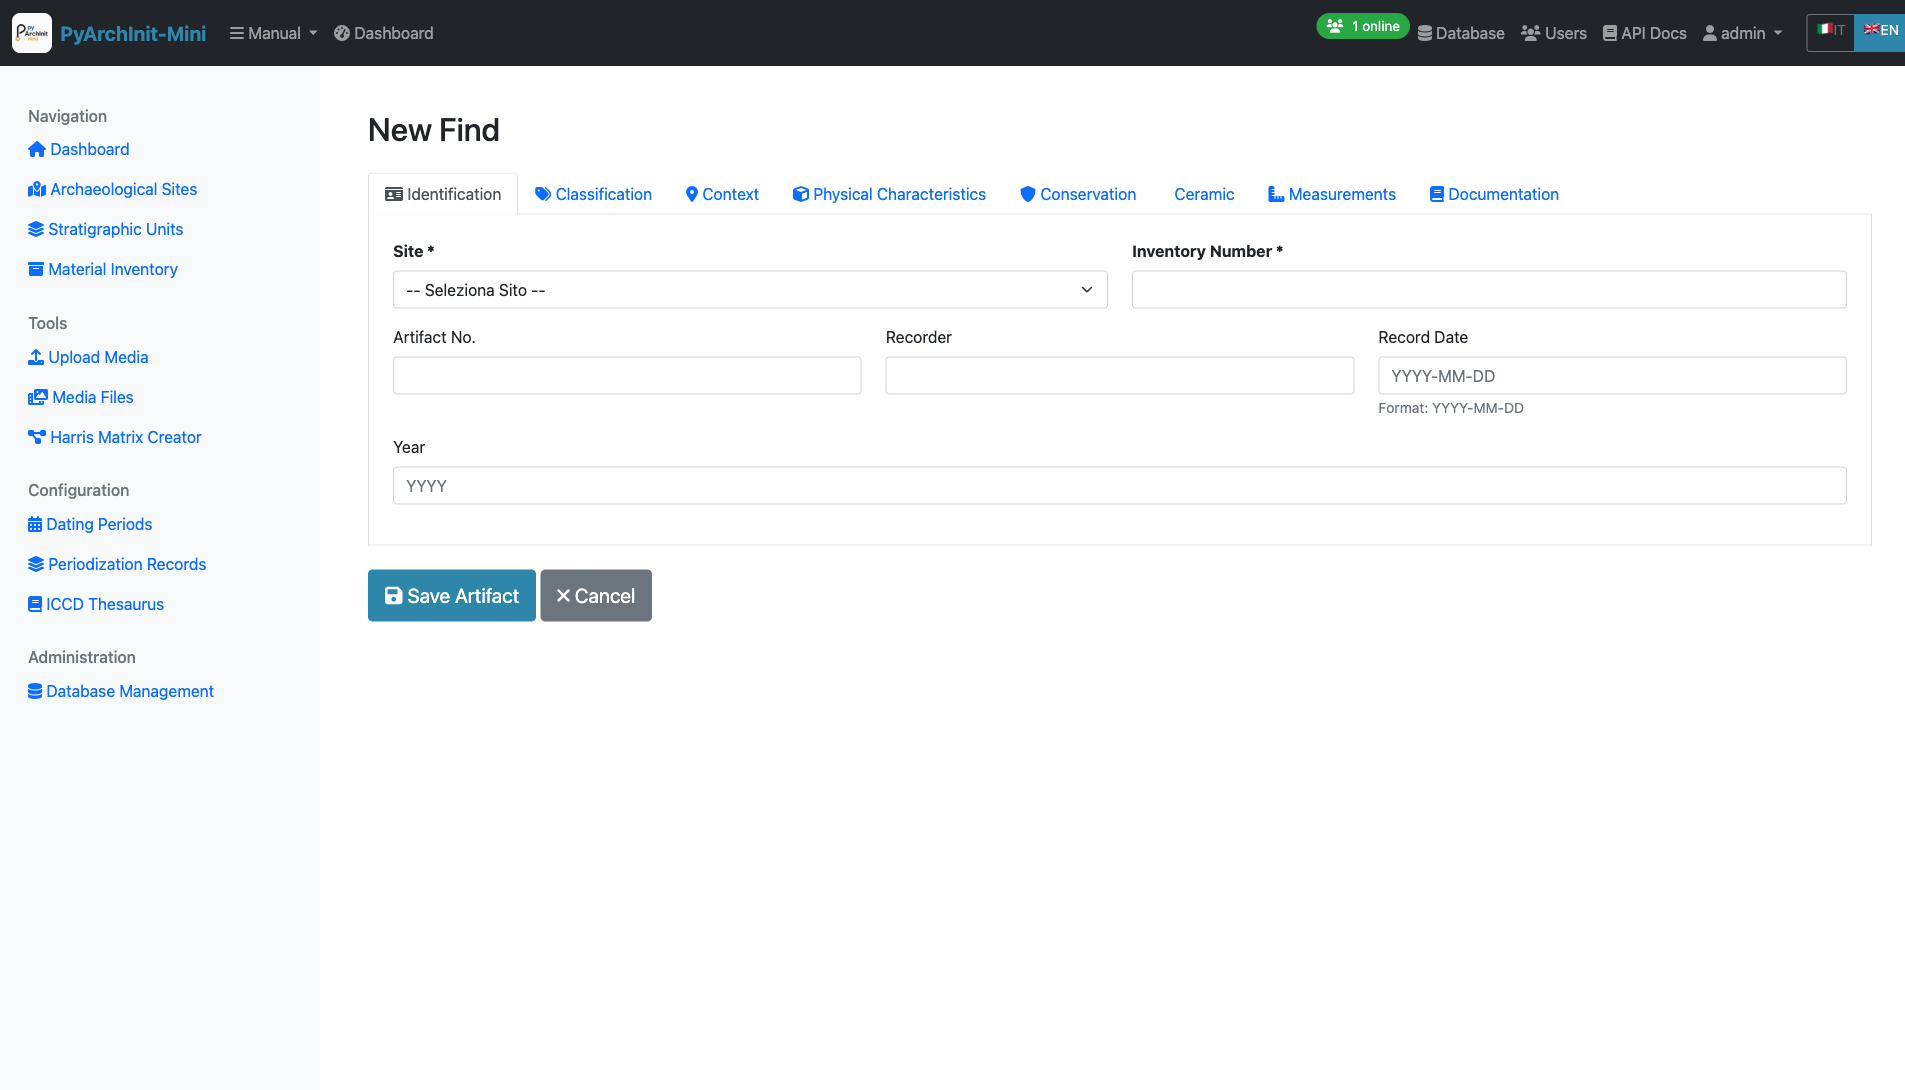 PyArchInit-Mini
Manual
Dashboard
1 online
Database
Users
API Docs
admin
IT
EN
Navigation
Dashboard
Archaeological Sites
Stratigraphic Units
Material Inventory
Tools
Upload Media
Media Files
Harris Matrix Creator
Configuration
Dating Periods
Periodization Records
ICCD Thesaurus
Administration
Database Management
New Find
Identification
Classification
Context
Physical Characteristics
Conservation
Ceramic
Measurements
Documentation
Site *
Inventory Number *
-- Seleziona Sito --
Artifact No.
Recorder
Record Date
YYYY-MM-DD
Format: YYYY-MM-DD
Year
YYYY
Save Artifact
Cancel